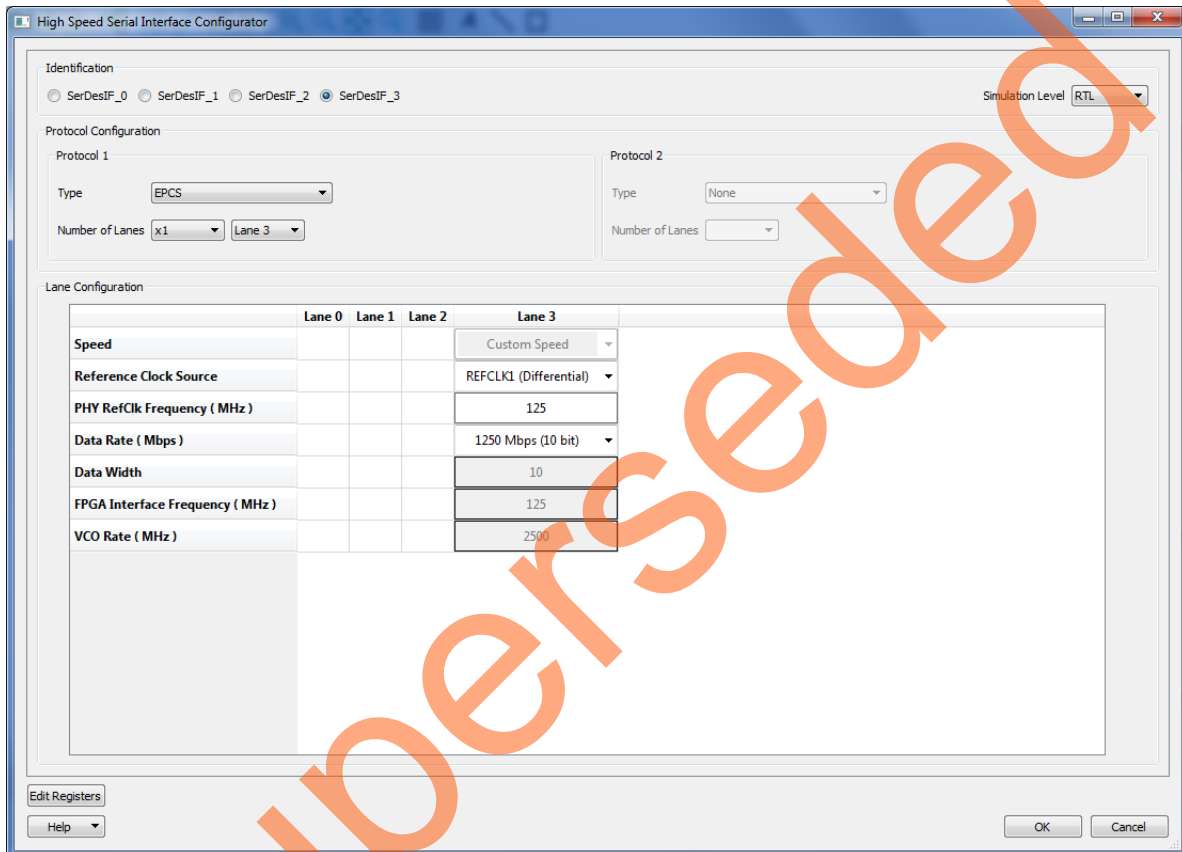 High Speed Serial Interface Configurator
Identification
SerDesIF_0 SerDesIF_1 SerDesIF_2 SerDesIF_3 Simulation Level RTL
Protocol Configuration
Protocol 1 Protocol 2
Type EPCS Type None
Number of Lanes x1 Lane 3 Number of Lanes
Lane Configuration
Lane 0 Lane 1 Lane 2 Lane 3
Speed Custom Speed
Reference Clock Source REFCLK1 (Differential)
PHY RefClk Frequency ( MHz ) 125
Data Rate ( Mbps ) 1250 Mbps (10 bit)
Data Width 10
FPGA Interface Frequency ( MHz ) 125
VCO Rate ( MHz ) 2500
Edit Registers
Help OK Cancel
perseded